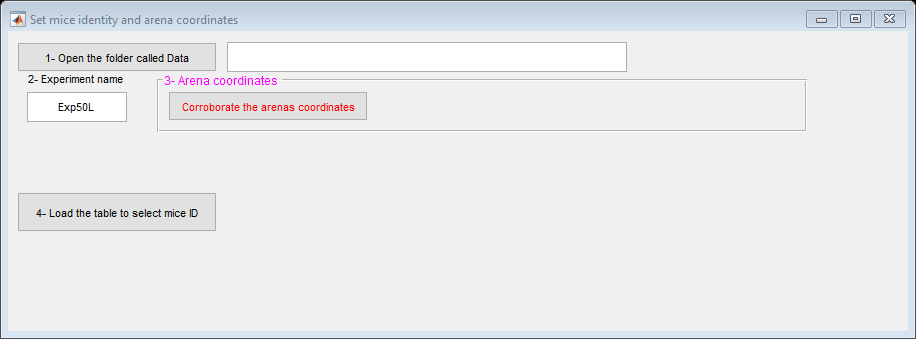 Set mice identity and arena coordinates
1- Open the folder called Data
2- Experiment name
3- Arena coordinates
Exp50L
Corroborate the arenas coordinates
4- Load the table to select mice ID